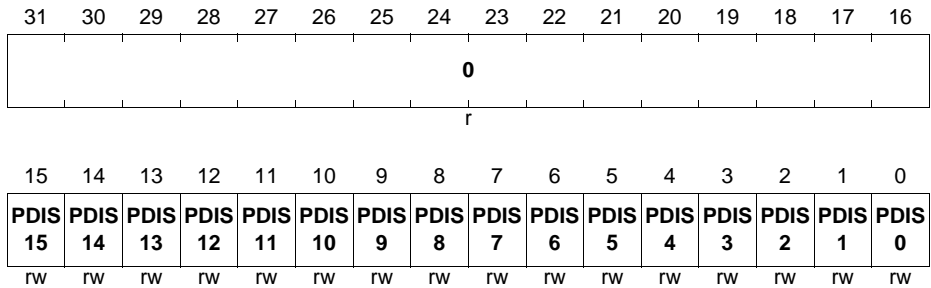 31 30 29 28 27 26 25 24 23 22 21 20 19 18 17 16
0
r
15 14 13 12 11 10 9 8 7 6 5 4 3 2 1 0
PDIS PDIS PDIS PDIS PDIS PDIS PDIS PDIS PDIS PDIS PDIS PDIS PDIS PDIS PDIS PDIS
15 14 13 12 11 10 9 8 7 6 5 4 3 2 1 0
rw rw rw rw rw rw rw rw rw rw rw rw rw rw rw rw